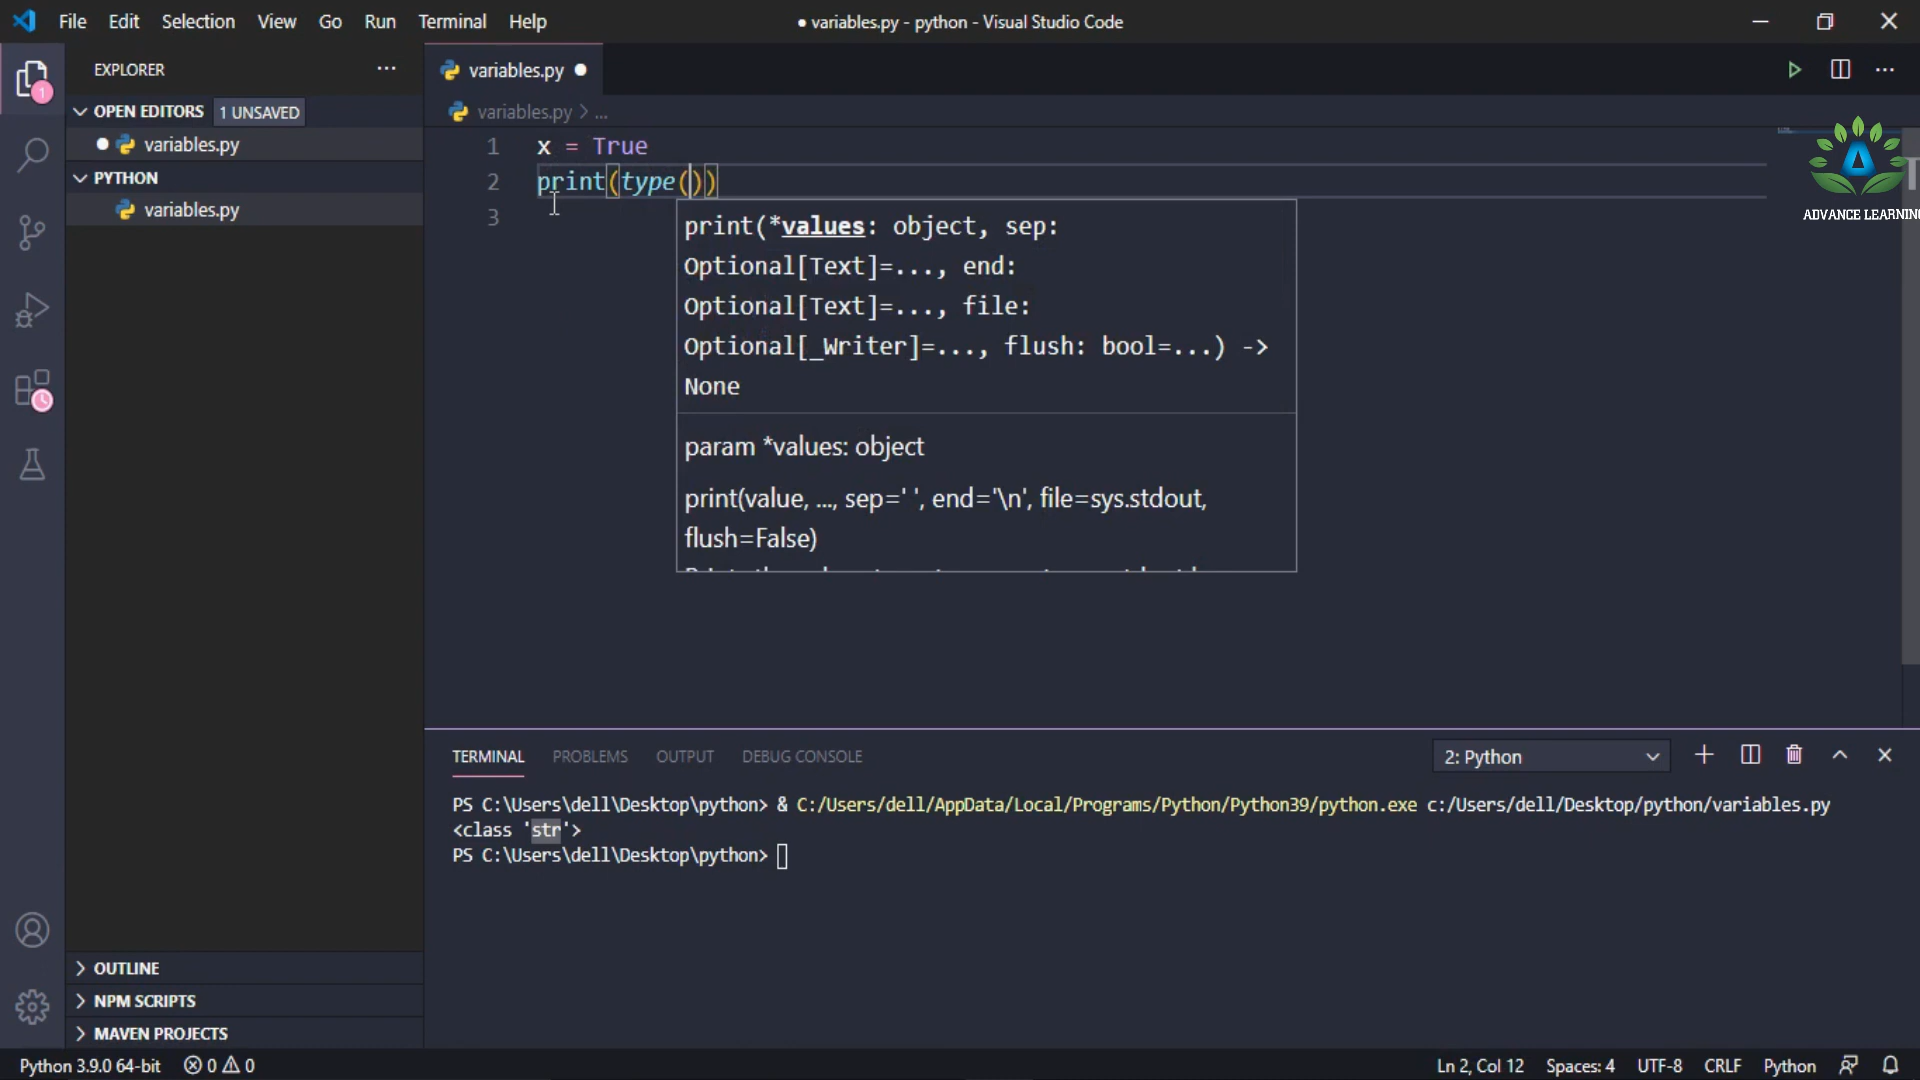 File Edit Selection View Go Run Terminal Help
● variables.py - python - Visual Studio Code
EXPLORER
OPEN EDITORS 1 UNSAVED
variables.py
PYTHON
variables.py
OUTLINE
NPM SCRIPTS
MAVEN PROJECTS
1
variables.py
variables.py > ...
1 x = True
2 print(type())
3
print(*values: object, sep:
Optional[Text]=..., end:
Optional[Text]=..., file:
Optional[_Writer]=..., flush: bool=...) ->
None
param *values: object
print(value, ..., sep=' ', end='\n', file=sys.stdout,
flush=False)
ADVANCE LEARNING
TERMINAL PROBLEMS OUTPUT DEBUG CONSOLE
2: Python
PS C:\Users\dell\Desktop\python> & C:/Users/dell/AppData/Local/Programs/Python/Python39/python.exe c:/Users/dell/Desktop/python/variables.py
<class 'str'>
PS C:\Users\dell\Desktop\python>
Python 3.9.0 64-bit 0 0
Ln 2, Col 12 Spaces: 4 UTF-8 CRLF Python